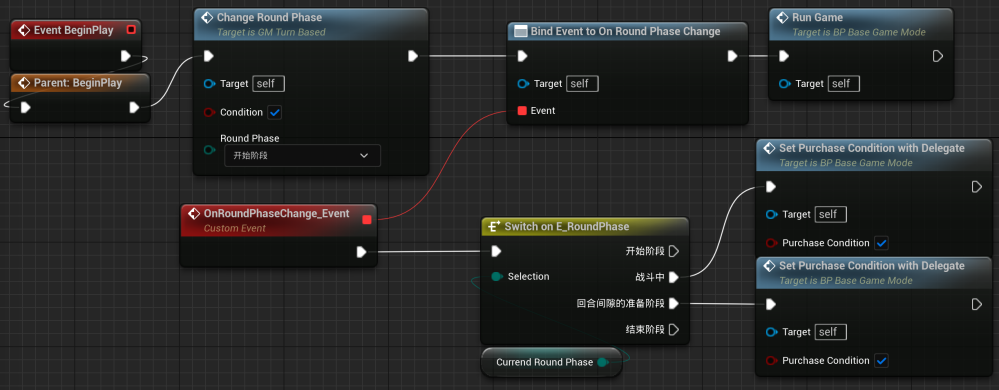 Event BeginPlay
Parent: BeginPlay
Change Round Phase
Target is GM Turn Based
Target self
Condition
Round Phase
开始阶段
Bind Event to On Round Phase Change
Target self
Event
Run Game
Target is BP Base Game Mode
Target self
OnRoundPhaseChange_Event
Custom Event
Switch on E_RoundPhase
Selection
开始阶段
战斗中
回合间隙的准备阶段
结束阶段
Currend Round Phase
Set Purchase Condition with Delegate
Target is BP Base Game Mode
Target self
Purchase Condition
Set Purchase Condition with Delegate
Target is BP Base Game Mode
Target self
Purchase Condition